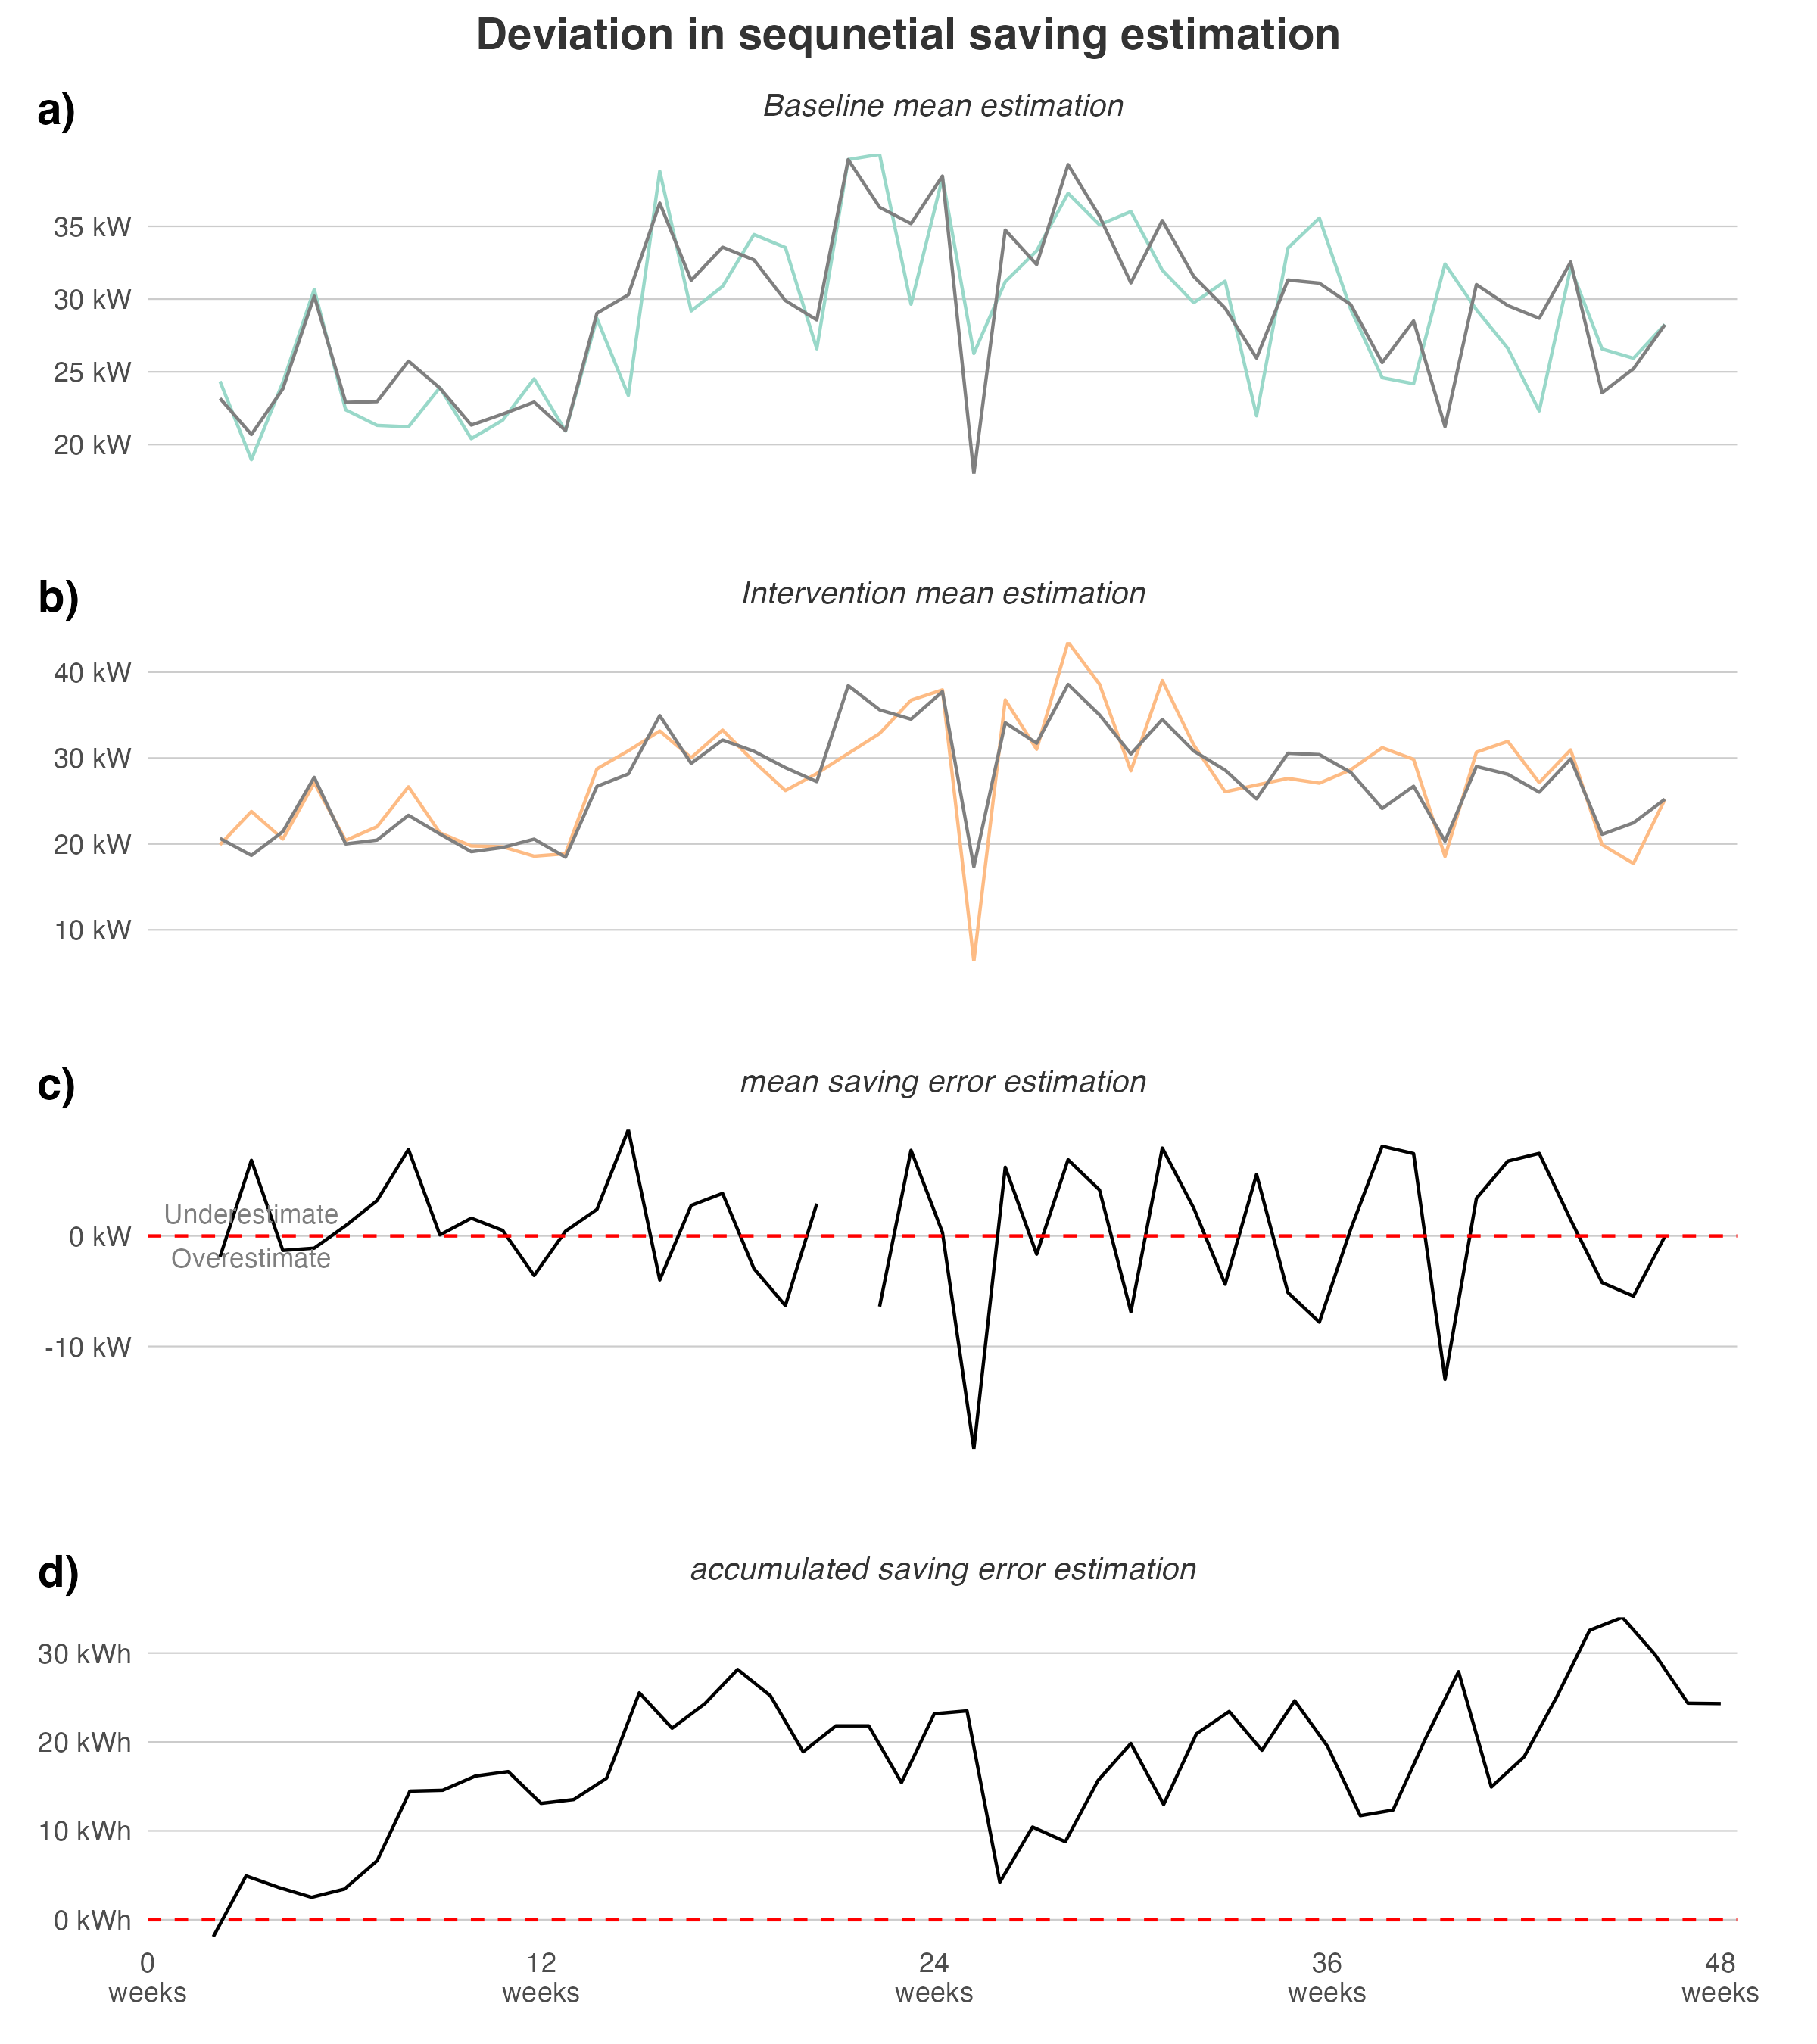 Deviation in sequnetial saving estimation
a)
Baseline mean estimation
35 kW
30 kW
25 kW
20 kW
b)
Intervention mean estimation
40 kW
30 kW
20 kW
10 kW
c)
mean saving error estimation
Underestimate
0 kW
Overestimate
-10 kW
d)
accumulated saving error estimation
30 kWh
20 kWh
10 kWh
0 kWh
0 12 24 36 48
weeks weeks weeks weeks weeks